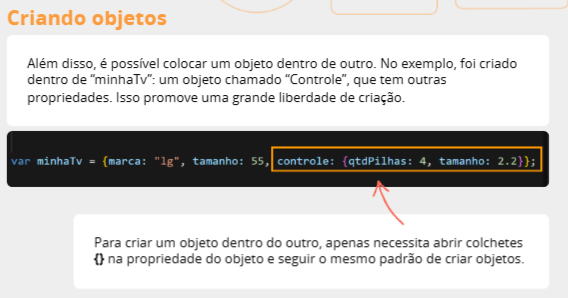 Criando objetos
Além disso, é possível colocar um objeto dentro de outro. No exemplo, foi criado
dentro de “minhaTv”: um objeto chamado “Controle”, que tem outras
propriedades. Isso promove uma grande liberdade de criação.
var minhaTv = {marca: "lg", tamanho: 55, controle: {qtdPilhas: 4, tamanho: 2.2}};
Para criar um objeto dentro do outro, apenas necessita abrir colchetes
{} na propriedade do objeto e seguir o mesmo padrão de criar objetos.